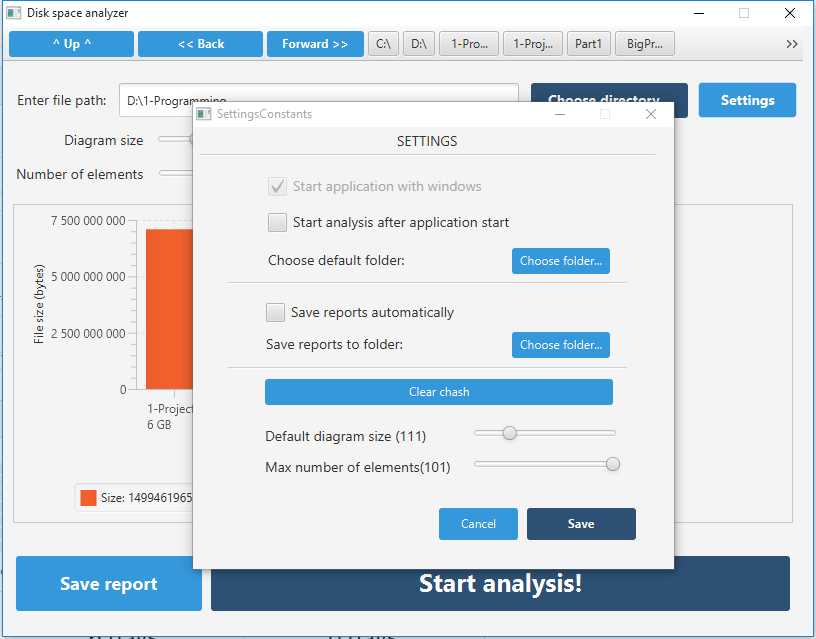 Disk space analyzer
^ Up ^
<< Back
Forward >>
C:\
D:\
1-Pro...
1-Proj...
Part1
BigPr...
>>
Enter file path:
D:\1-Programming
Choose directory
Settings
Diagram size
Number of elements
SettingsConstants
SETTINGS
Start application with windows
Start analysis after application start
Choose default folder:
Choose folder...
Save reports automatically
Save reports to folder:
Choose folder...
Clear chash
Default diagram size (111)
Max number of elements(101)
Cancel
Save
File size (bytes)
7 500 000 000
5 000 000 000
2 500 000 000
0
1-Project
6 GB
Size: 1499461965
Save report
Start analysis!